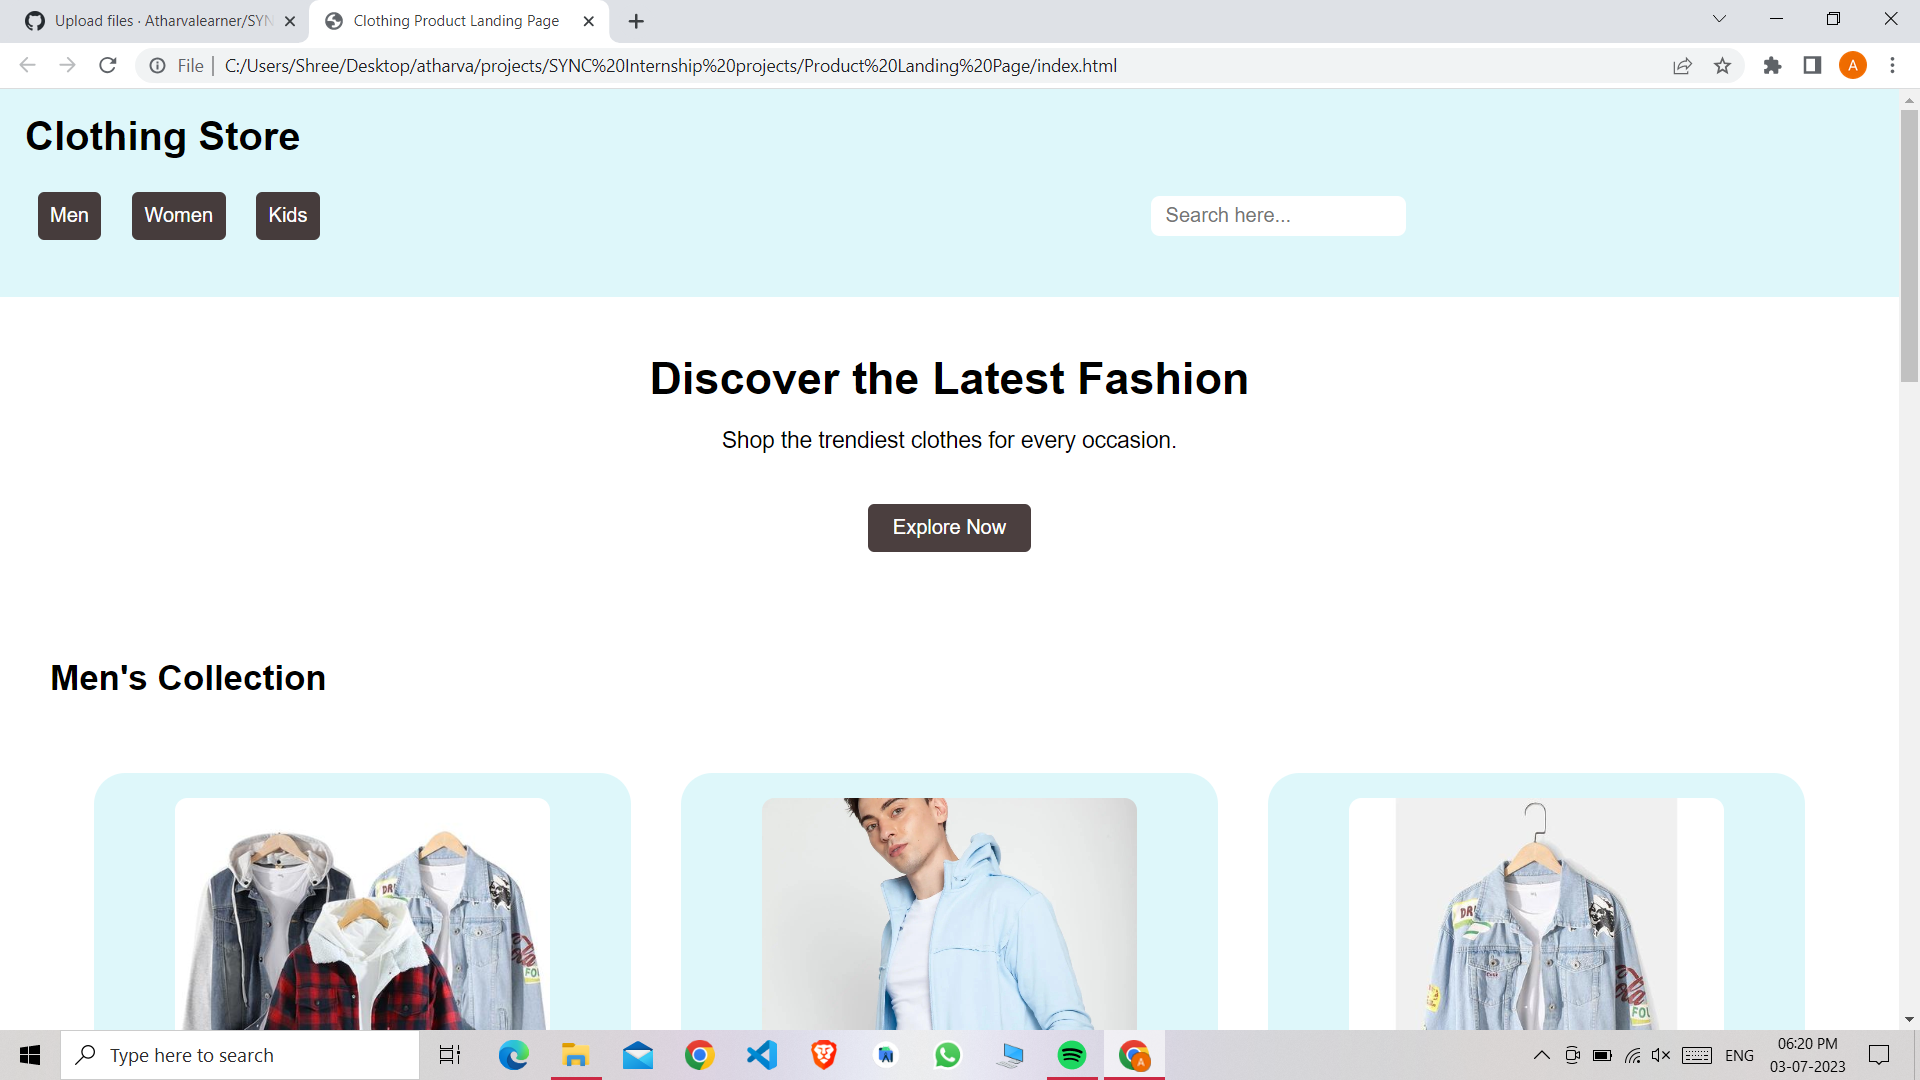 Upload files · Atharvalearner/SYN
Clothing Product Landing Page
File
C:/Users/Shree/Desktop/atharva/projects/SYNC%20Internship%20projects/Product%20Landing%20Page/index.html
A
Clothing Store
Men
Women
Kids
Search here...
Discover the Latest Fashion
Shop the trendiest clothes for every occasion.
Explore Now
Men's Collection
Type here to search
A
ENG
06:20 PM
03-07-2023